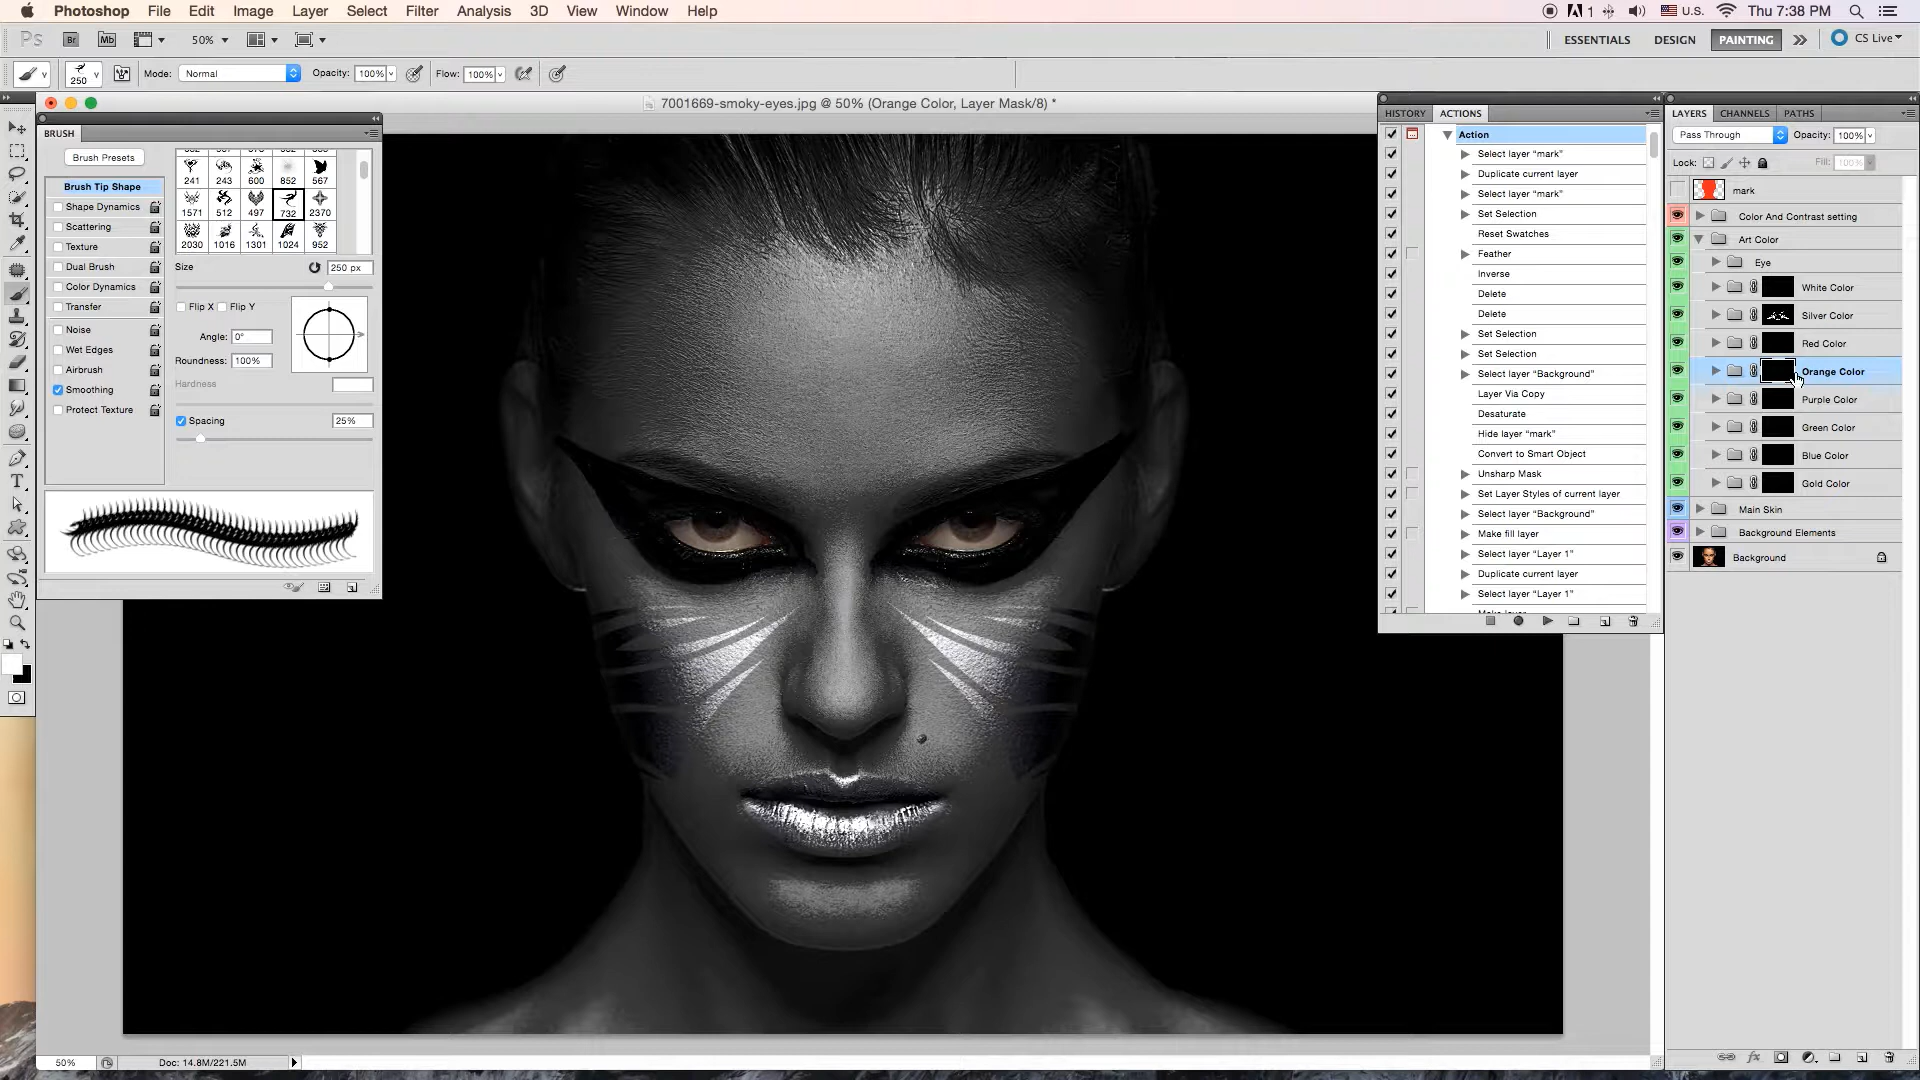 Photoshop File Edit Image Layer Select Filter Analysis 3D View Window Help 1 U.S. Thu 7:38 PM
Ps Br Mb 50% ESSENTIALS DESIGN PAINTING CS Live
250 Mode: Normal Opacity: 100% Flow: 100%
7001669-smoky-eyes.jpg @ 50% (Orange Color, Layer Mask/8) *
BRUSH
Brush Presets
Brush Tip Shape
Shape Dynamics
Scattering
Texture
Dual Brush
Color Dynamics
Transfer
Noise
Wet Edges
Airbrush
Smoothing
Protect Texture
241 243 600 852 567
1571 512 497 732 2370
2030 1016 1301 1024 952
Size 250 px
Flip X Flip Y
Angle: 0°
Roundness: 100%
Hardness
Spacing 25%
HISTORY ACTIONS
Action
Select layer “mark”
Duplicate current layer
Select layer “mark”
Set Selection
Reset Swatches
Feather
Inverse
Delete
Delete
Set Selection
Set Selection
Select layer “Background”
Layer Via Copy
Desaturate
Hide layer “mark”
Convert to Smart Object
Unsharp Mask
Set Layer Styles of current layer
Select layer “Background”
Make fill layer
Select layer “Layer 1”
Duplicate current layer
Select layer “Layer 1”
LAYERS CHANNELS PATHS
Pass Through Opacity: 100%
Lock: Fill: 100%
mark
Color And Contrast setting
Art Color
Eye
White Color
Silver Color
Red Color
Orange Color
Purple Color
Green Color
Blue Color
Gold Color
Main Skin
Background Elements
Background
50% Doc: 14.8M/221.5M